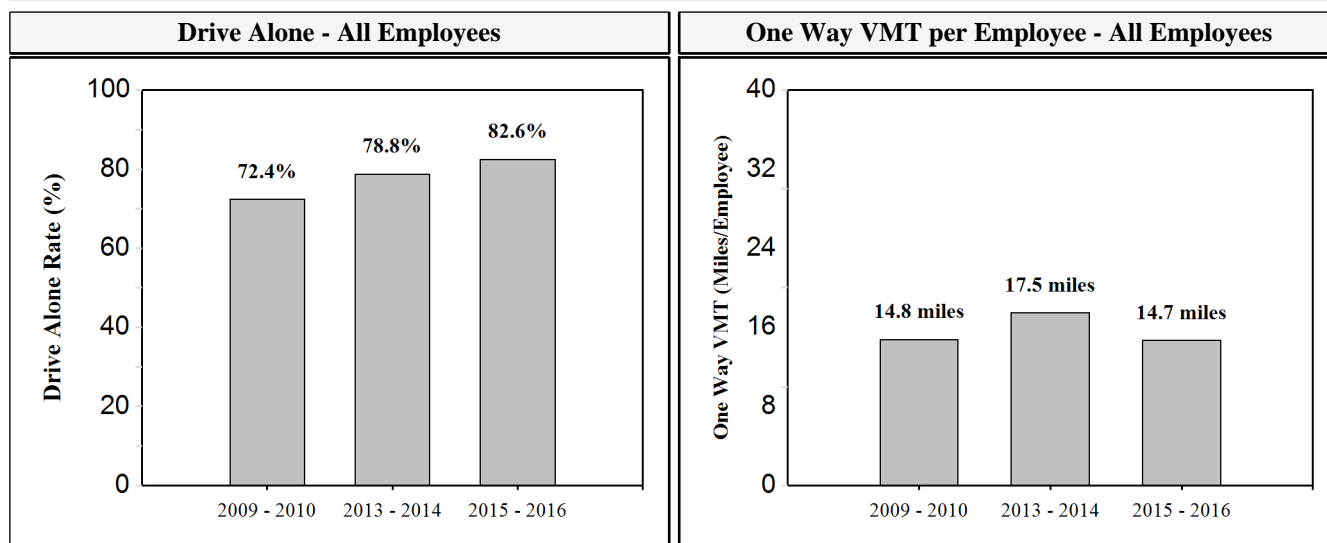 Drive Alone - All Employees
One Way VMT per Employee - All Employees
Drive Alone Rate (%)
100
80
60
40
20
0
72.4%
78.8%
82.6%
2009 - 2010
2013 - 2014
2015 - 2016
One Way VMT (Miles/Employee)
40
32
24
16
8
0
14.8 miles
17.5 miles
14.7 miles
2009 - 2010
2013 - 2014
2015 - 2016